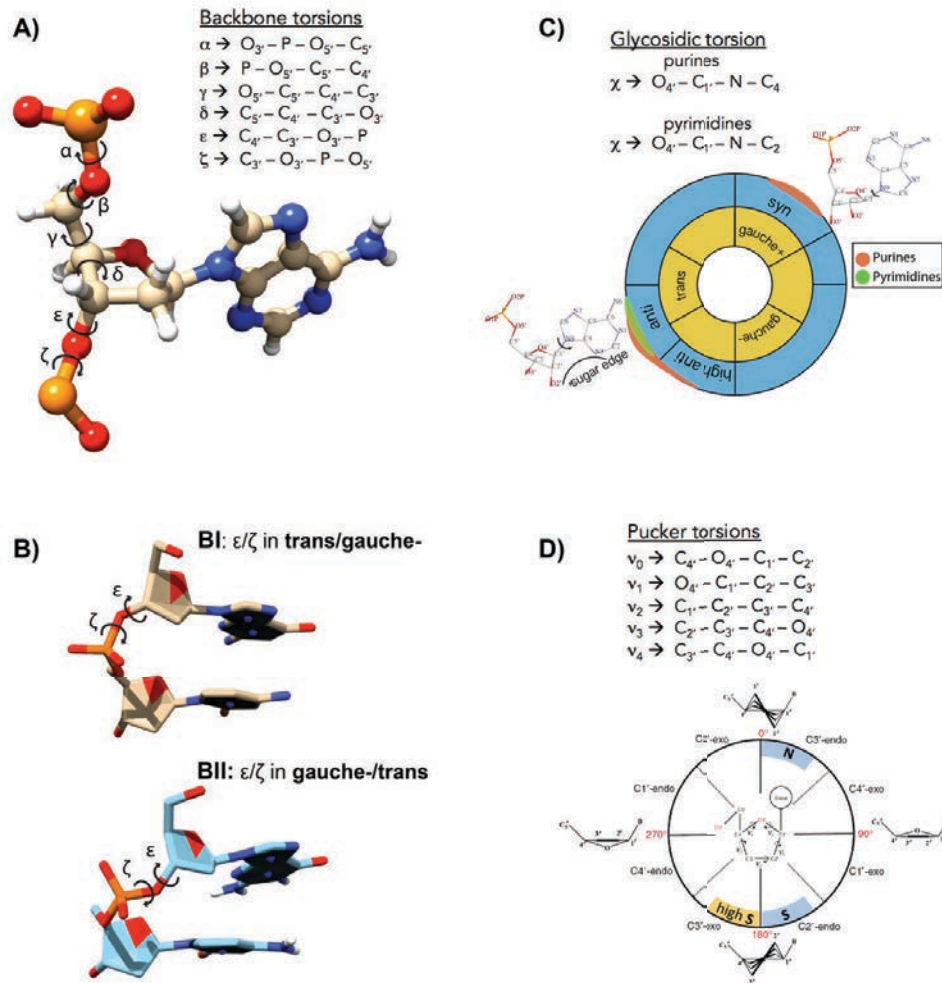 A)
Backbone torsions
α → O₃′ – P – O₅′ – C₅′
β → P – O₅′ – C₅′ – C₄′
γ → O₅′ – C₅′ – C₄′ – C₃′
δ → C₅′ – C₄′ – C₃′ – O₃′
ε → C₄′ – C₃′ – O₃′ – P
ζ → C₃′ – O₃′ – P – O₅′
α
β
γ
δ
ε
ζ
C)
Glycosidic torsion
purines
χ → O₄′ – C₁′ – N – C₄
pyrimidines
χ → O₄′ – C₁′ – N – C₂
syn
gauche+
trans
anti
gauche-
high anti
sugar edge
Purines
Pyrimidines
B)
BI: ε/ζ in trans/gauche-
ε
ζ
BII: ε/ζ in gauche-/trans
ζ
ε
D)
Pucker torsions
ν₀ → C₄′ – O₄′ – C₁′ – C₂′
ν₁ → O₄′ – C₁′ – C₂′ – C₃′
ν₂ → C₁′ – C₂′ – C₃′ – C₄′
ν₃ → C₂′ – C₃′ – C₄′ – O₄′
ν₄ → C₃′ – C₄′ – O₄′ – C₁′
0°
C2'-exo
N
C3'-endo
C1'-endo
C4'-exo
270°
90°
C4'-endo
C1'-exo
C3'-exo
high S
S
C2'-endo
180°